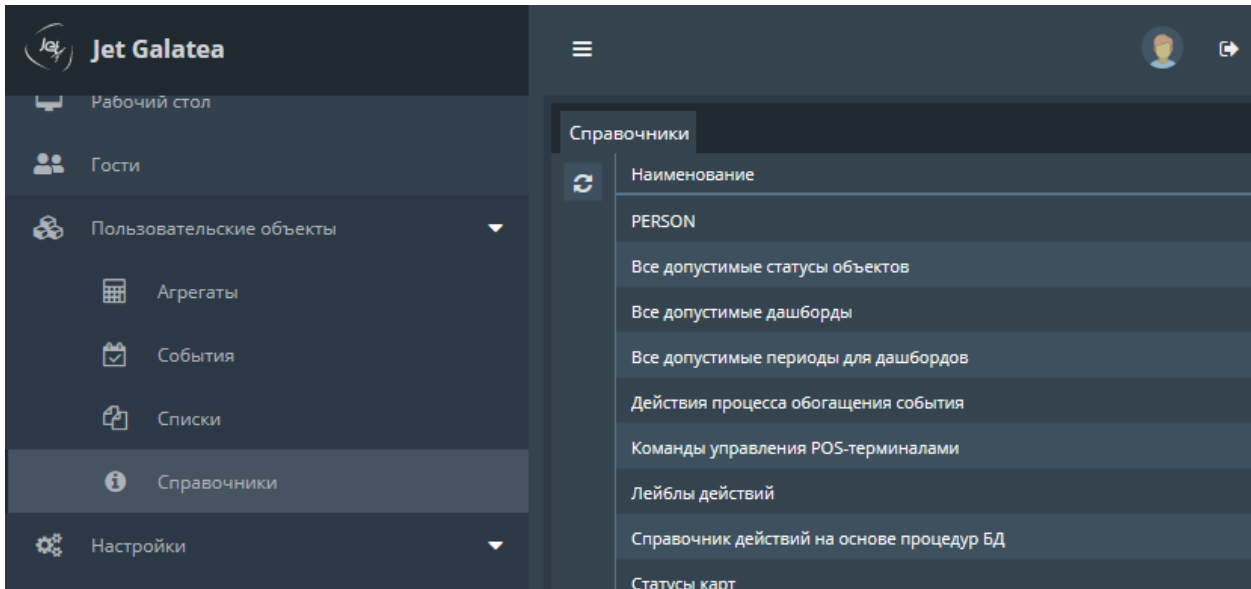 Jet
Jet Galatea
Рабочий стол
Гости
Пользовательские объекты
Агрегаты
События
Списки
Справочники
Настройки
Справочники
Наименование
PERSON
Все допустимые статусы объектов
Все допустимые дашборды
Все допустимые периоды для дашбордов
Действия процесса обогащения события
Команды управления POS-терминалами
Лейблы действий
Справочник действий на основе процедур БД
Статусы карт